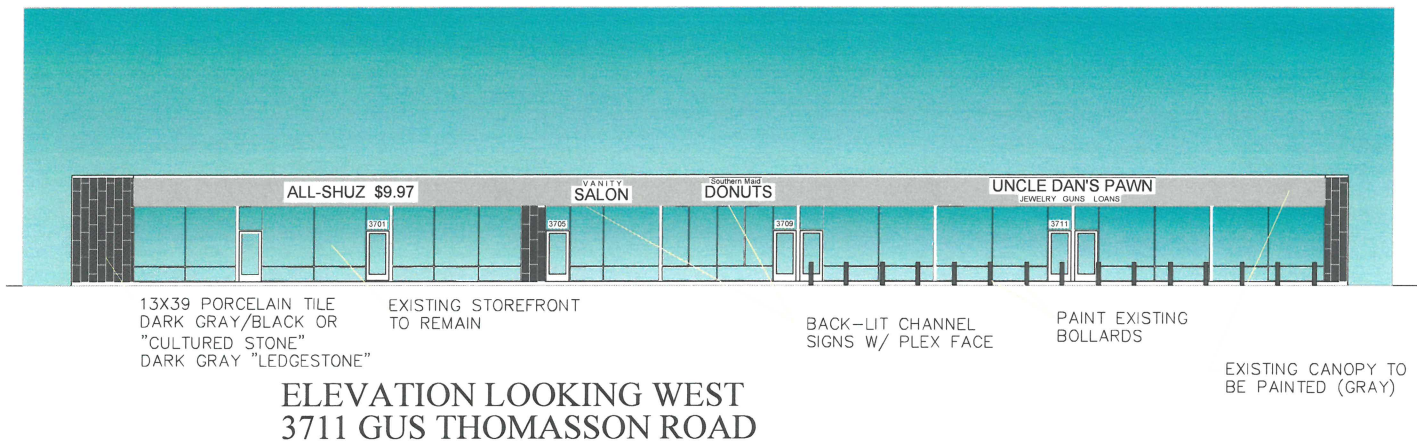 ALL-SHUZ $9.97
VANITY
SALON
Southern Maid
DONUTS
UNCLE DAN'S PAWN
JEWELRY GUNS LOANS
3701
3705
3709
3711
13X39 PORCELAIN TILE
DARK GRAY/BLACK OR
"CULTURED STONE"
DARK GRAY "LEDGESTONE"
EXISTING STOREFRONT
TO REMAIN
BACK-LIT CHANNEL
SIGNS W/ PLEX FACE
PAINT EXISTING
BOLLARDS
EXISTING CANOPY TO
BE PAINTED (GRAY)
ELEVATION LOOKING WEST
3711 GUS THOMASSON ROAD